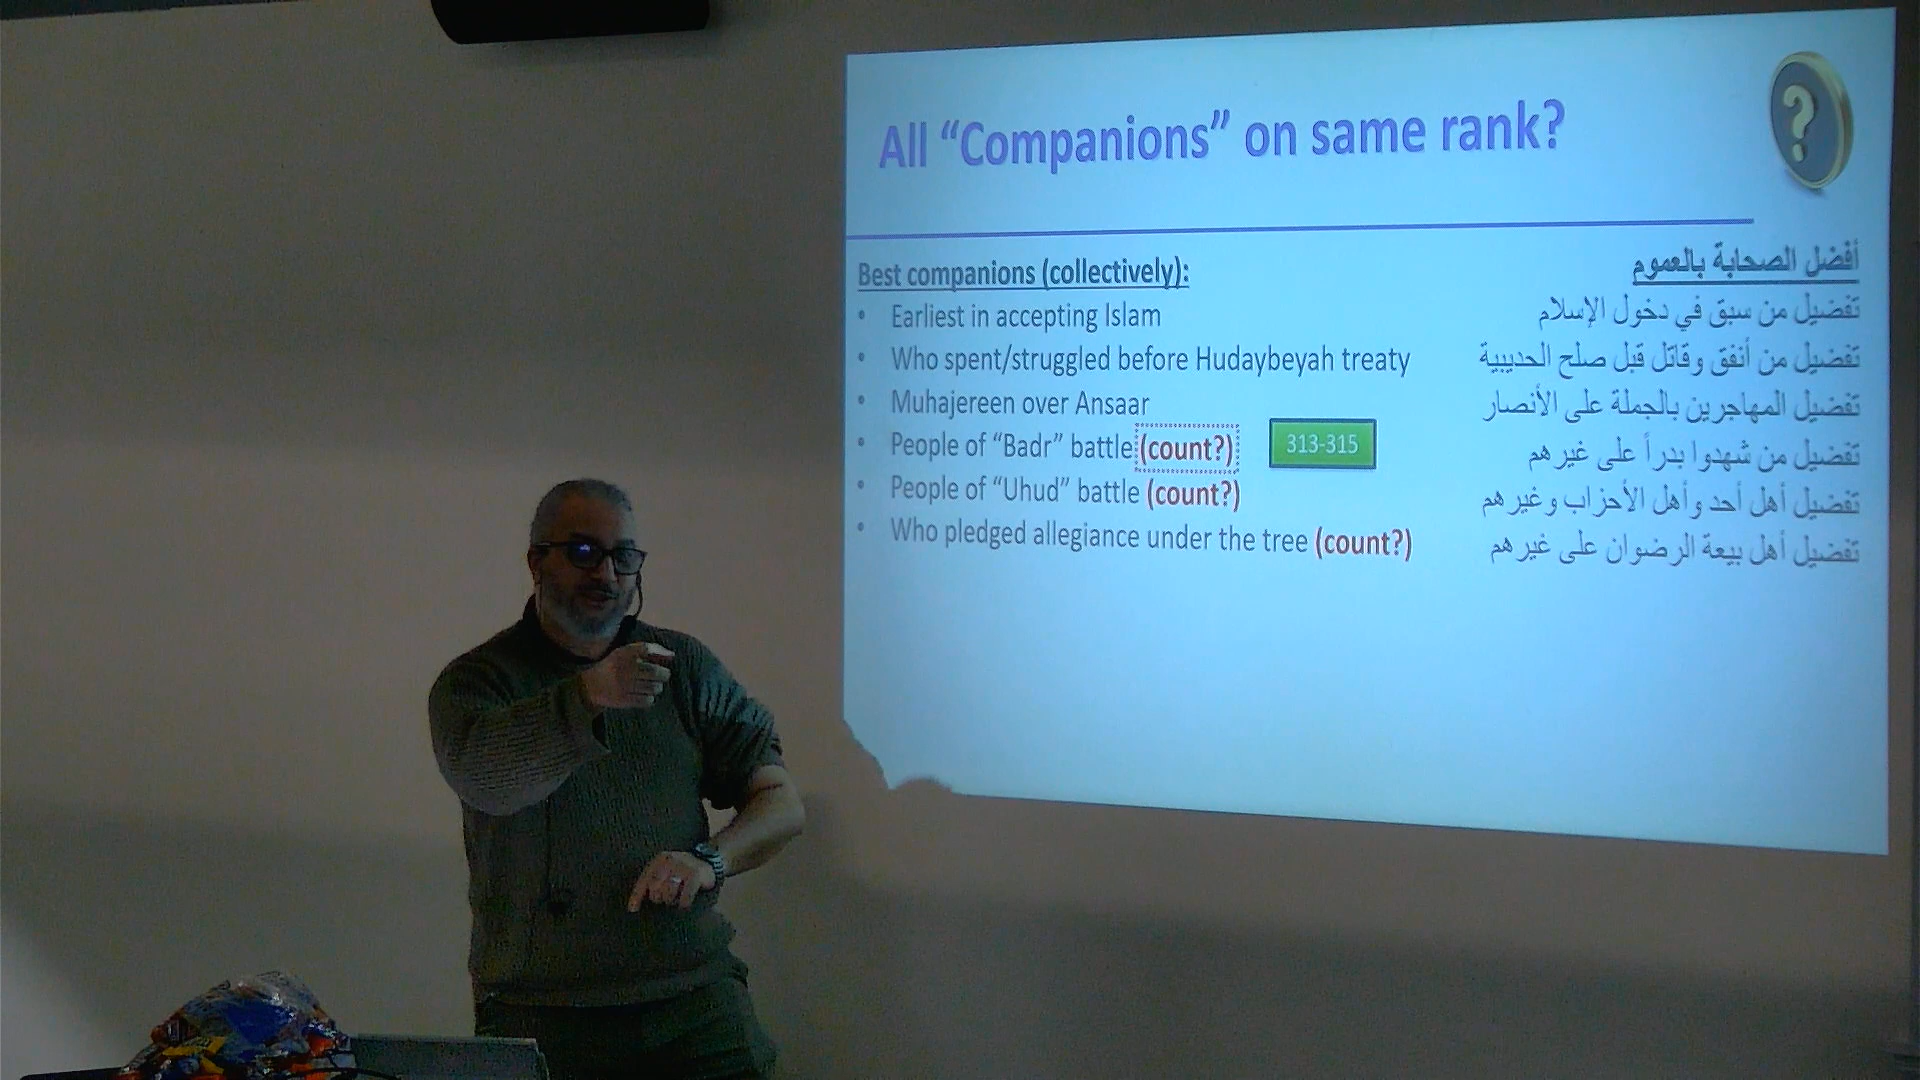 All “Companions” on same rank?
?
Best companions (collectively):
• Earliest in accepting Islam
• Who spent/struggled before Hudaybeyah treaty
• Muhajereen over Ansaar
• People of “Badr” battle (count?)
313-315
• People of “Uhud” battle (count?)
• Who pledged allegiance under the tree (count?)
أفضل الصحابة بالعموم
تفضيل من سبق في دخول الإسلام
تفضيل من أنفق وقاتل قبل صلح الحديبية
تفضيل المهاجرين بالجملة على الأنصار
تفضيل من شهدوا بدراً على غيرهم
تفضيل أهل أحد وأهل الأحزاب وغيرهم
تفضيل أهل بيعة الرضوان على غيرهم